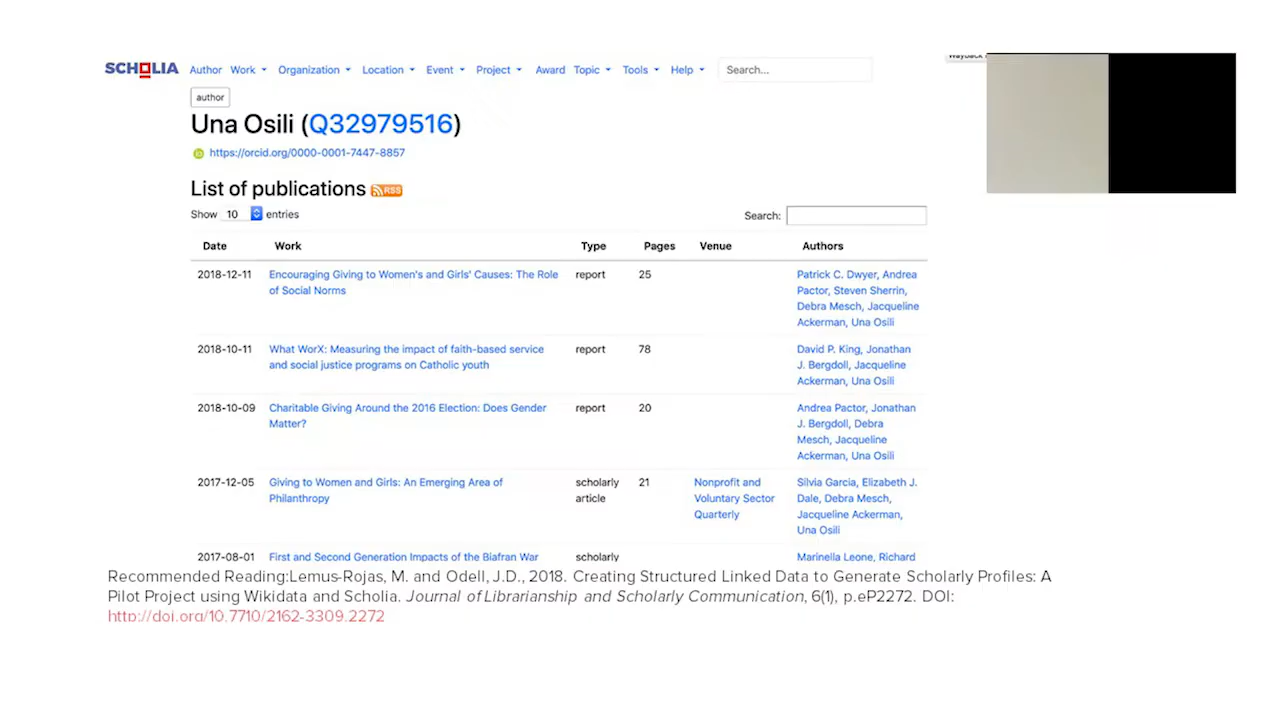 SCHOLIA Author Work Organization Location Event Project Award Topic Tools Help Search...
author
Una Osili (Q32979516)
https://orcid.org/0000-0001-7447-8857
List of publications RSS
Show 10 entries
Search:
Date Work Type Pages Venue Authors
2018-12-11 Encouraging Giving to Women's and Girls' Causes: The Role report 25 Patrick C. Dwyer, Andrea
of Social Norms Pactor, Steven Sherrin,
Debra Mesch, Jacqueline
Ackerman, Una Osili
2018-10-11 What WorX: Measuring the impact of faith-based service report 78 David P. King, Jonathan
and social justice programs on Catholic youth J. Bergdoll, Jacqueline
Ackerman, Una Osili
2018-10-09 Charitable Giving Around the 2016 Election: Does Gender report 20 Andrea Pactor, Jonathan
Matter? J. Bergdoll, Debra
Mesch, Jacqueline
Ackerman, Una Osili
2017-12-05 Giving to Women and Girls: An Emerging Area of scholarly 21 Nonprofit and Silvia Garcia, Elizabeth J.
Philanthropy article Voluntary Sector Dale, Debra Mesch,
Quarterly Jacqueline Ackerman,
Una Osili
2017-08-01 First and Second Generation Impacts of the Biafran War scholarly Marinella Leone, Richard
Recommended Reading:Lemus-Rojas, M. and Odell, J.D., 2018. Creating Structured Linked Data to Generate Scholarly Profiles: A
Pilot Project using Wikidata and Scholia. Journal of Librarianship and Scholarly Communication, 6(1), p.eP2272. DOI:
http://doi.org/10.7710/2162-3309.2272